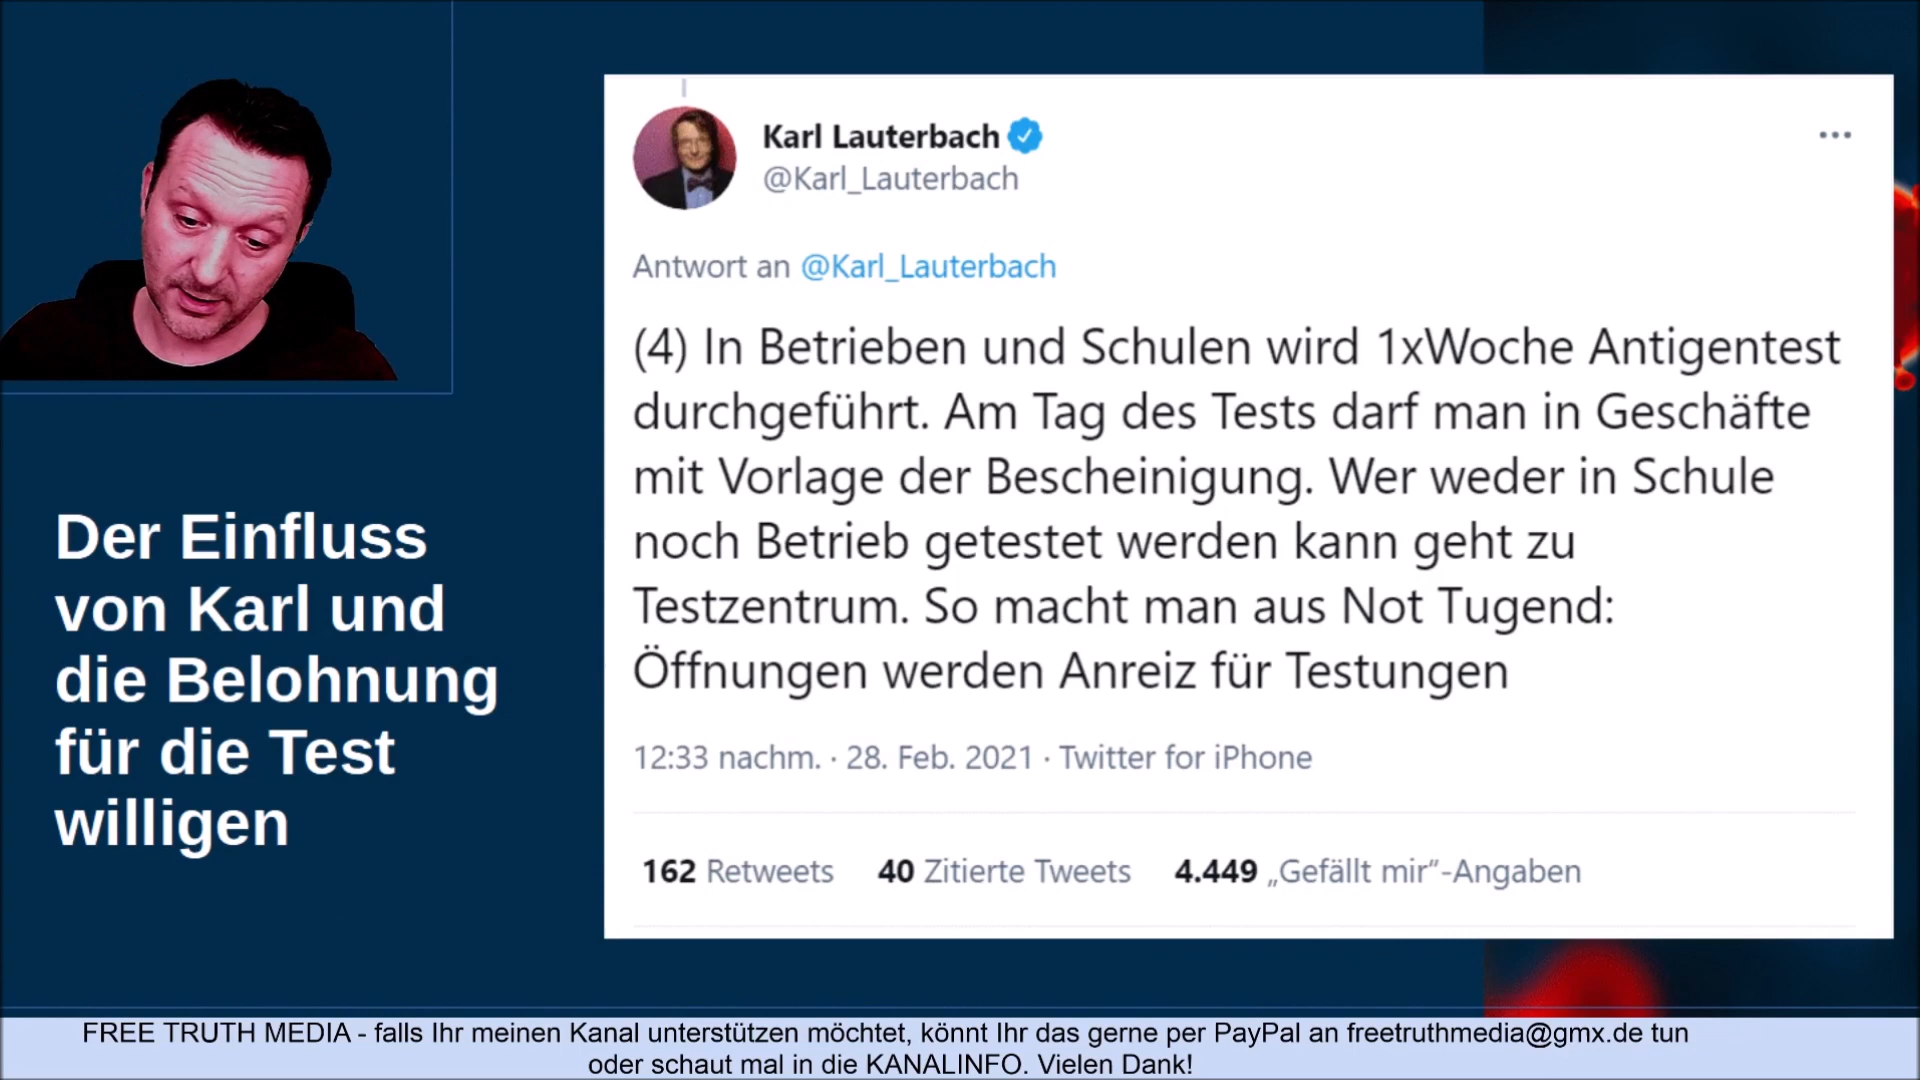 Der Einfluss
von Karl und
die Belohnung
für die Test
willigen
Karl Lauterbach
@Karl_Lauterbach
Antwort an @Karl_Lauterbach
(4) In Betrieben und Schulen wird 1xWoche Antigentest
durchgeführt. Am Tag des Tests darf man in Geschäfte
mit Vorlage der Bescheinigung. Wer weder in Schule
noch Betrieb getestet werden kann geht zu
Testzentrum. So macht man aus Not Tugend:
Öffnungen werden Anreiz für Testungen
12:33 nachm. · 28. Feb. 2021 · Twitter for iPhone
162 Retweets 40 Zitierte Tweets 4.449 „Gefällt mir“-Angaben
FREE TRUTH MEDIA - falls Ihr meinen Kanal unterstützen möchtet, könnt Ihr das gerne per PayPal an freetruthmedia@gmx.de tun
oder schaut mal in die KANALINFO. Vielen Dank!